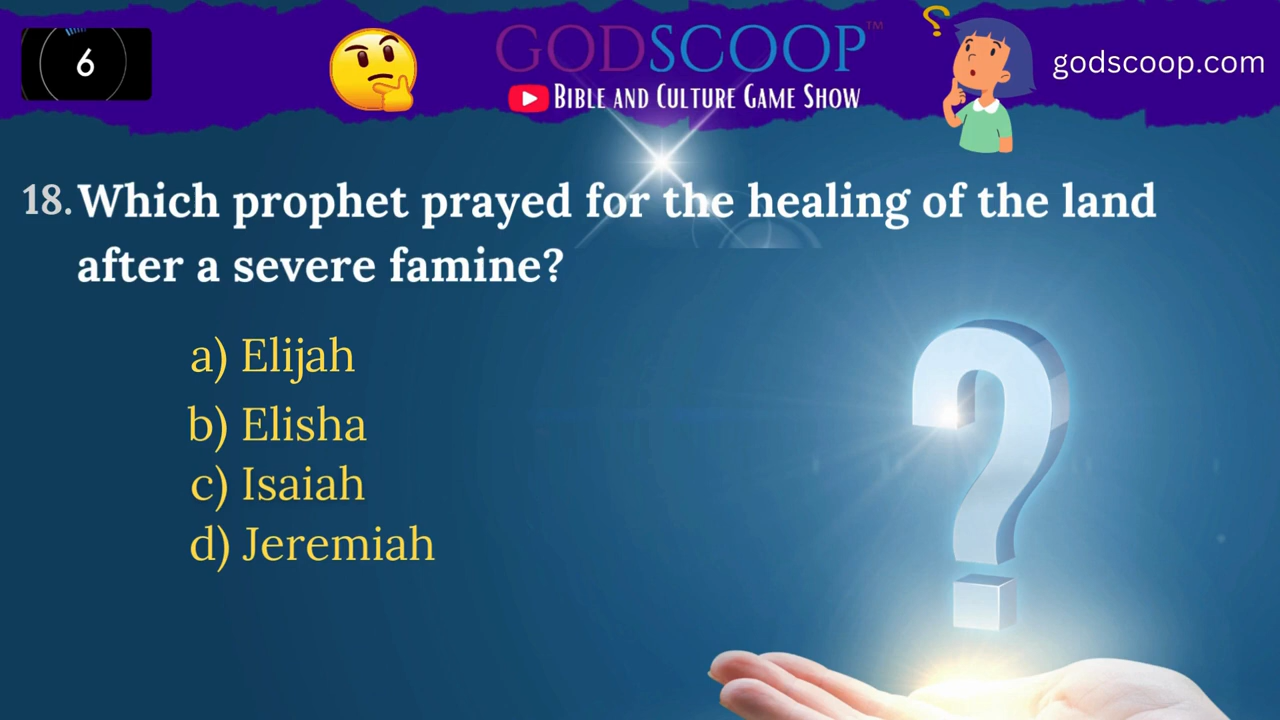 6
GODSCOOP™
BIBLE AND CULTURE GAME SHOW
?
godscoop.com
18. Which prophet prayed for the healing of the land
after a severe famine?
a) Elijah
b) Elisha
c) Isaiah
d) Jeremiah
?